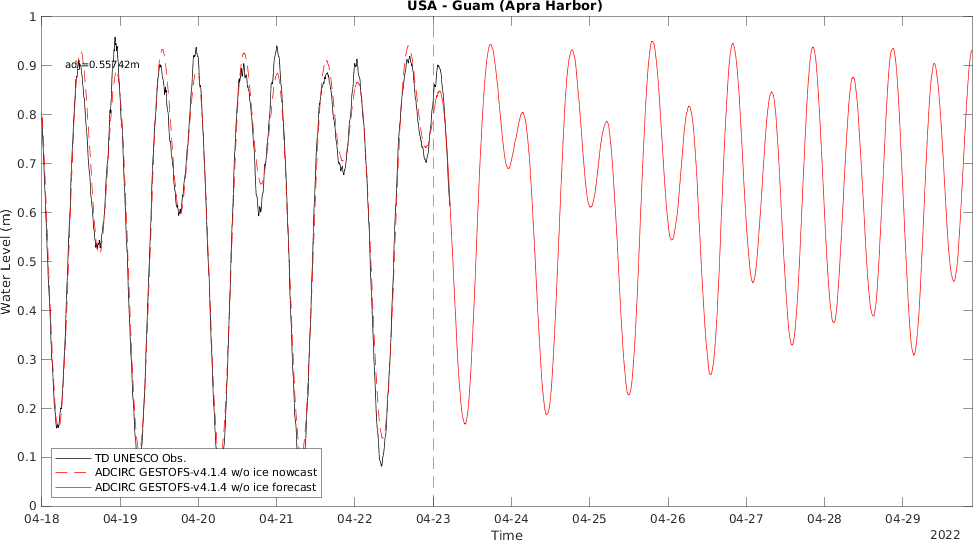 USA - Guam (Apra Harbor)
1
0.9
0.8
0.7
0.6
0.5
0.4
0.3
0.2
0.1
0
Water Level (m)
adj=0.55742m
TD UNESCO Obs.
ADCIRC GESTOFS-v4.1.4 w/o ice nowcast
ADCIRC GESTOFS-v4.1.4 w/o ice forecast
04-18 04-19 04-20 04-21 04-22 04-23 04-24 04-25 04-26 04-27 04-28 04-29
Time
2022